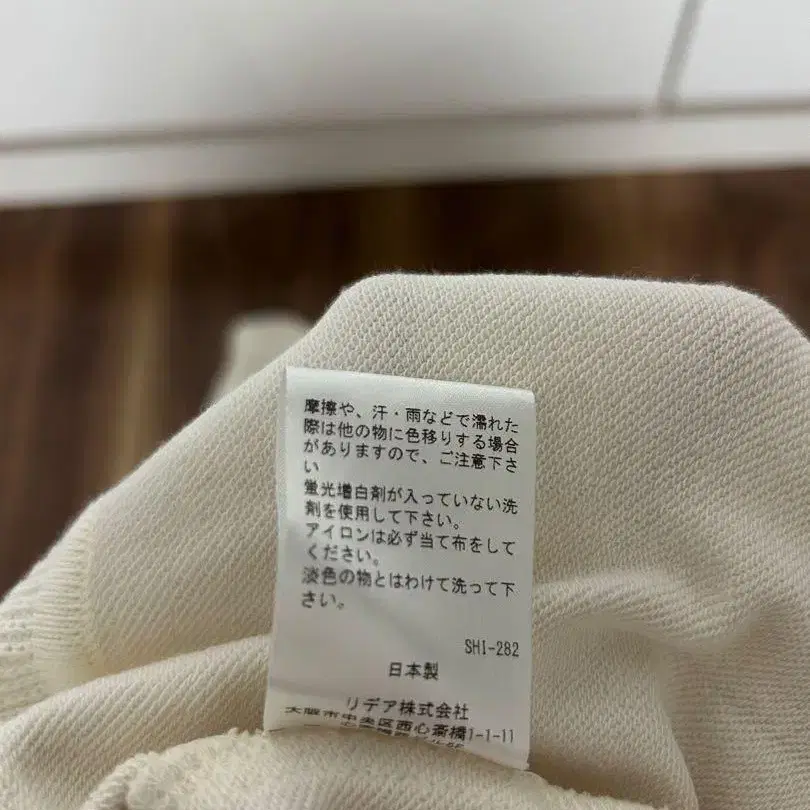 摩擦や、汗・雨などで濡れた
際は他の物に色移りする場合
がありますので、ご注意下さ
い
蛍光増白剤が入っていない洗
剤を使用して下さい。
アイロンは必ず当て布をして
ください。
淡色の物とはわけて洗って下
さい。
SHI-282
日本製
リデア株式会社
大阪市中央区西心斎橋1-1-11